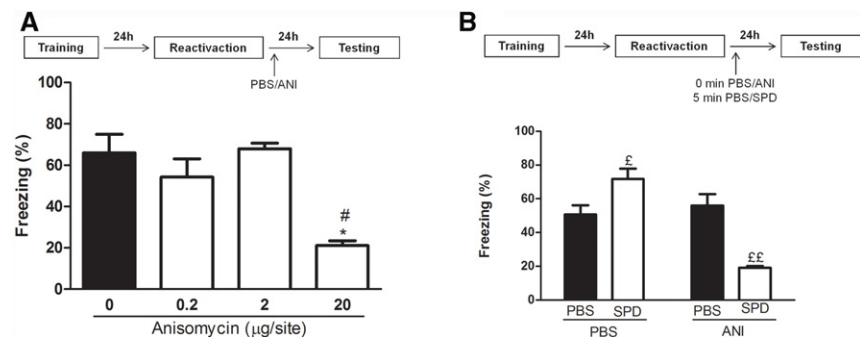 A
24h 24h
Training Reactivaction Testing
PBS/ANI
100
80
60
40
20
0
Freezing (%)
#
*
0 0.2 2 20
Anisomycin (µg/site)
B
24h 24h
Training Reactivaction Testing
0 min PBS/ANI
5 min PBS/SPD
100
80
60
40
20
0
Freezing (%)
£
££
PBS SPD PBS SPD
PBS ANI